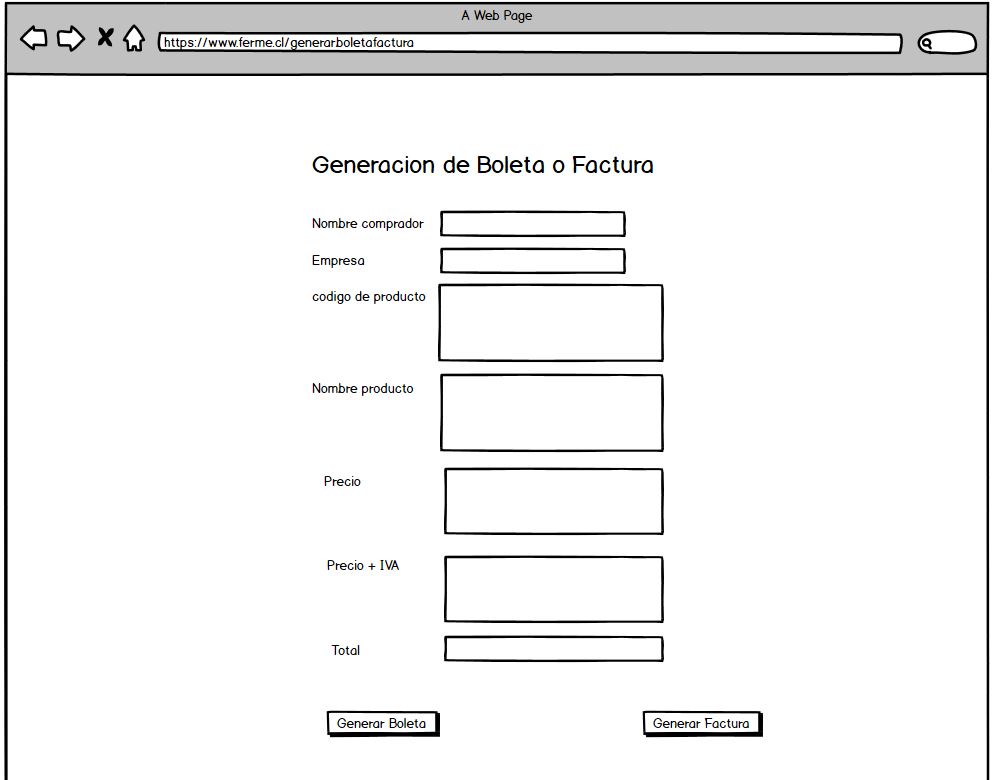 A Web Page
https://www.ferme.cl/generarboletafactura
Generacion de Boleta o Factura
Nombre comprador
Empresa
codigo de producto
Nombre producto
Precio
Precio + IVA
Total
Generar Boleta
Generar Factura